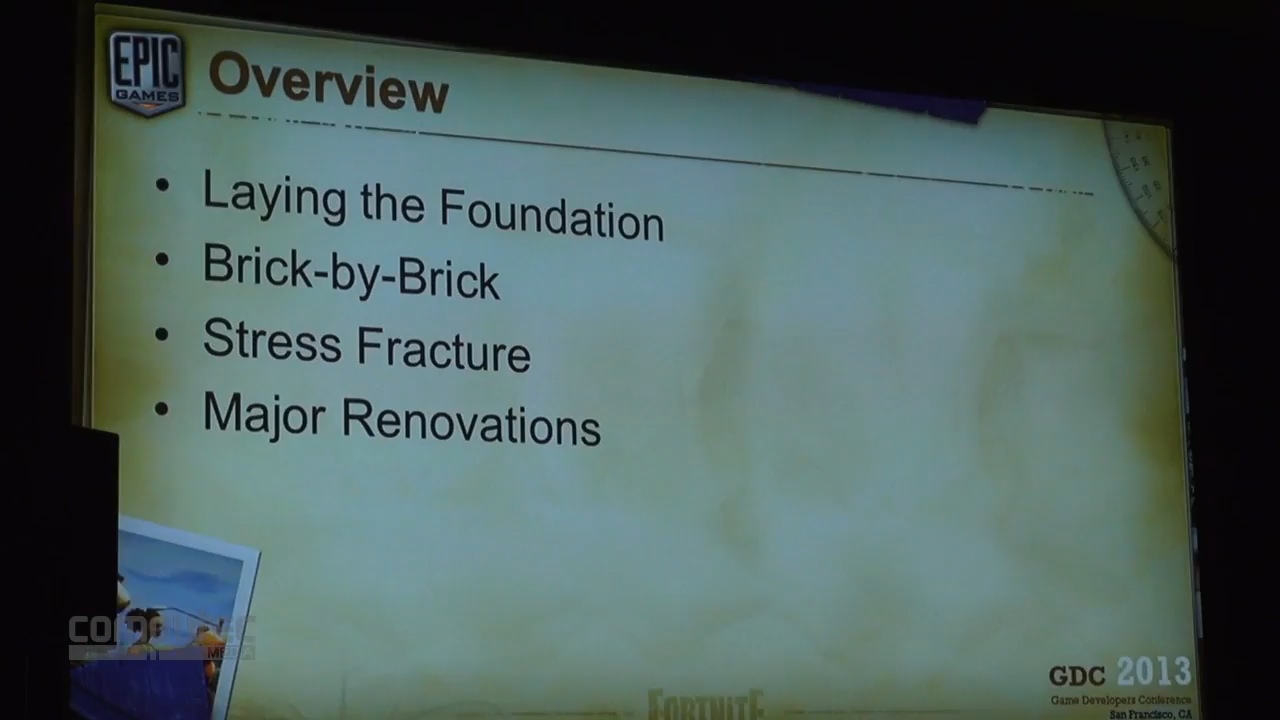 EPIC
GAMES
Overview
• Laying the Foundation
• Brick-by-Brick
• Stress Fracture
• Major Renovations
MEDIA
FORTNITE
GDC 2013
Game Developers Conference
San Francisco, CA